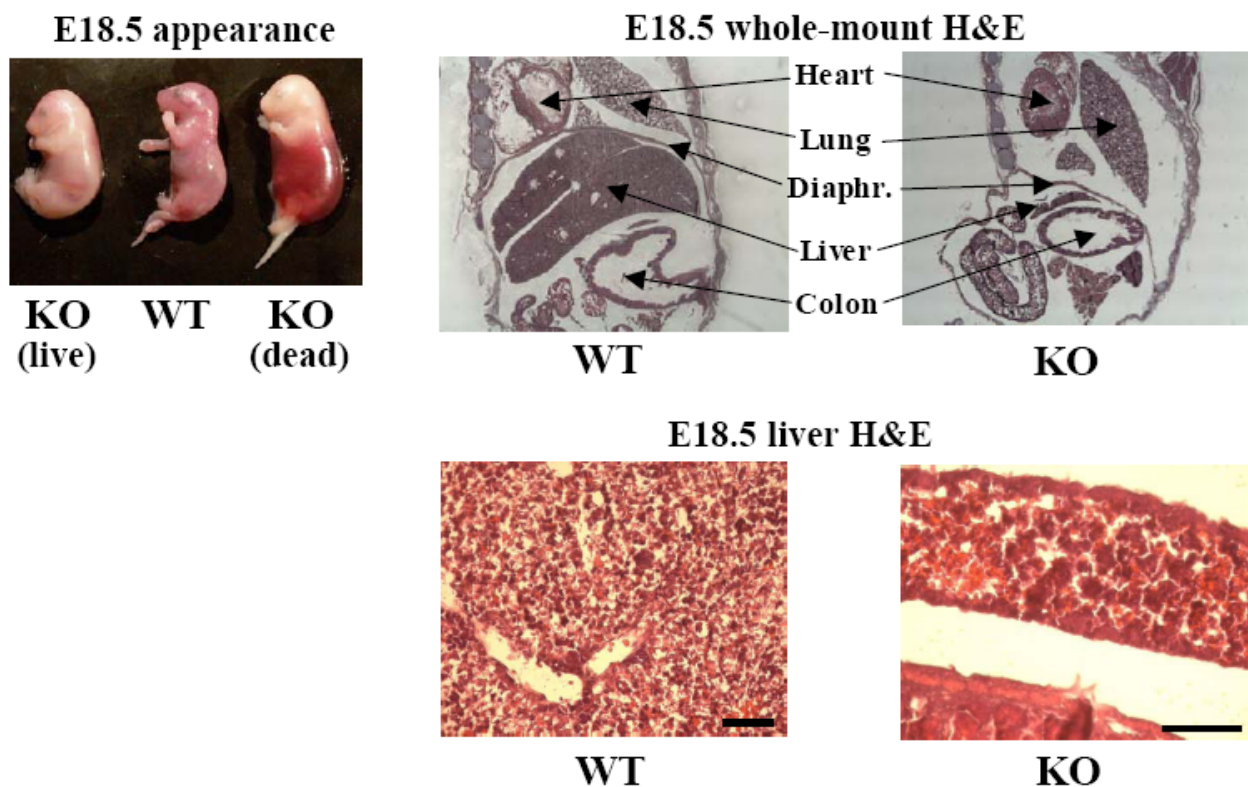 E18.5 appearance
KO
(live)
WT
KO
(dead)
E18.5 whole-mount H&E
Heart
Lung
Diaphr.
Liver
Colon
WT
KO
E18.5 liver H&E
WT
KO